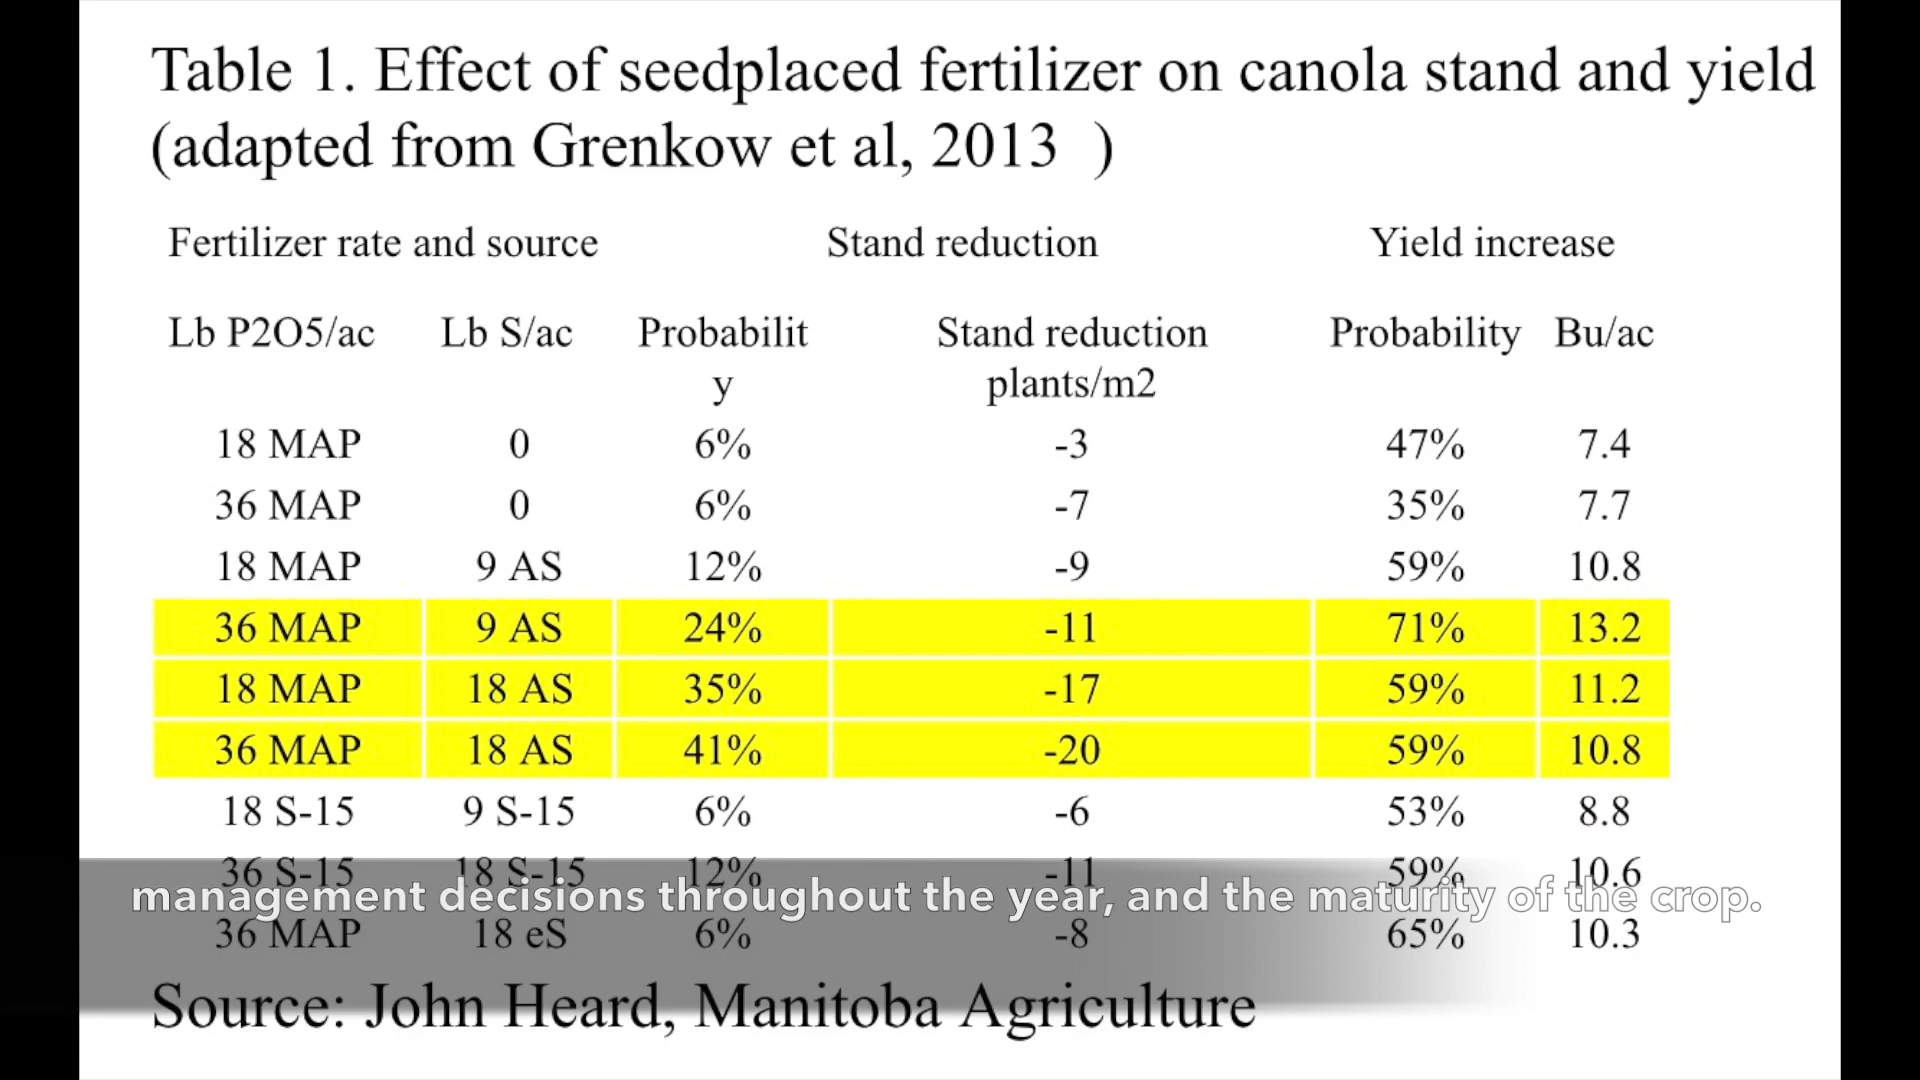 Table 1. Effect of seedplaced fertilizer on canola stand and yield
(adapted from Grenkow et al, 2013 )
Fertilizer rate and source Stand reduction Yield increase
Lb P2O5/ac Lb S/ac Probabilit Stand reduction Probability Bu/ac
y plants/m2
18 MAP 0 6% -3 47% 7.4
36 MAP 0 6% -7 35% 7.7
18 MAP 9 AS 12% -9 59% 10.8
36 MAP 9 AS 24% -11 71% 13.2
18 MAP 18 AS 35% -17 59% 11.2
36 MAP 18 AS 41% -20 59% 10.8
18 S-15 9 S-15 6% -6 53% 8.8
36 S-15 18 S-15 12% -11 59% 10.6
management decisions throughout the year, and the maturity of the crop.
36 MAP 18 eS 6% -8 65% 10.3
Source: John Heard, Manitoba Agriculture